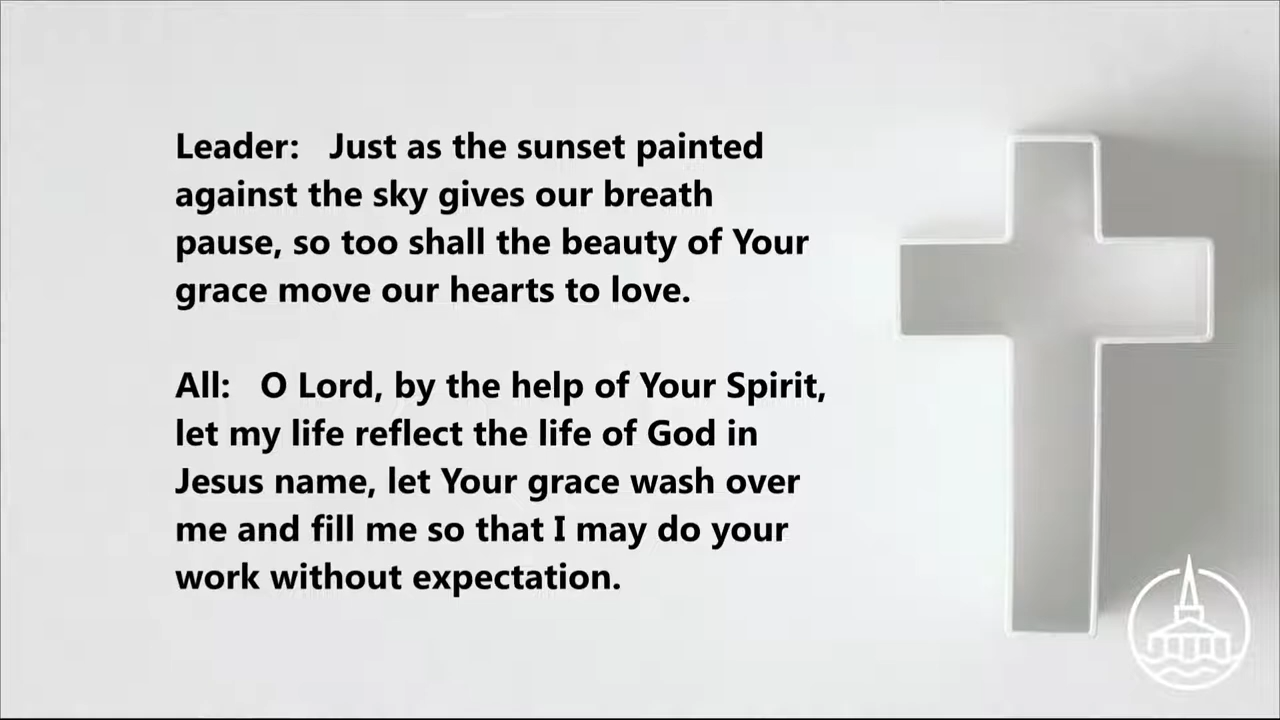 Leader:   Just as the sunset painted
against the sky gives our breath
pause, so too shall the beauty of Your
grace move our hearts to love.
All:   O Lord, by the help of Your Spirit,
let my life reflect the life of God in
Jesus name, let Your grace wash over
me and fill me so that I may do your
work without expectation.